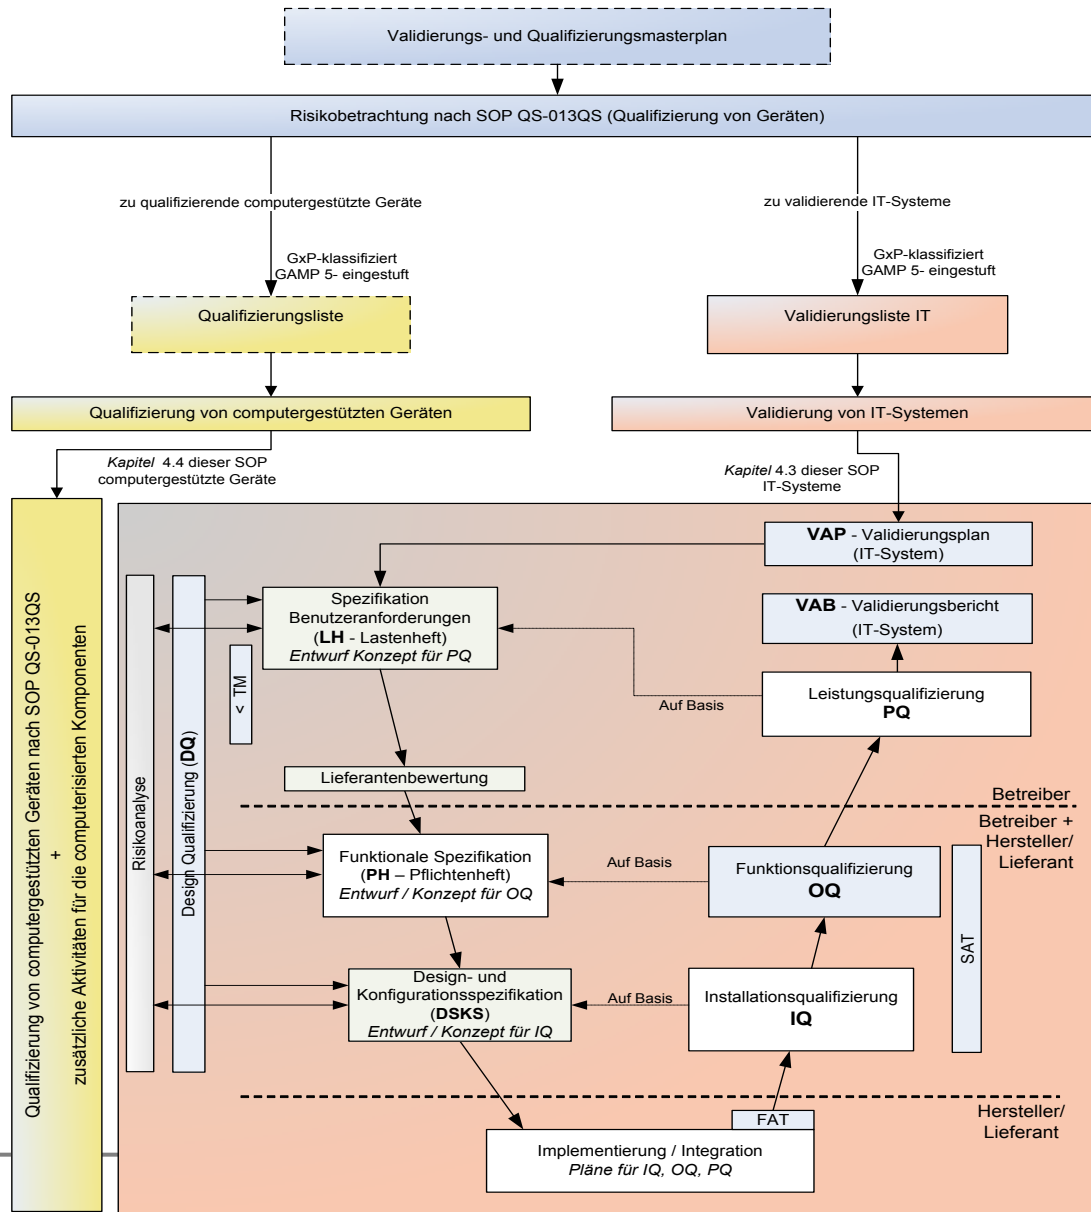 Validierungs- und Qualifizierungsmasterplan
Risikobetrachtung nach SOP QS-013QS (Qualifizierung von Geräten)
zu qualifizierende computergestützte Geräte
zu validierende IT-Systeme
GxP-klassifiziert
GAMP 5- eingestuft
GxP-klassifiziert
GAMP 5- eingestuft
Qualifizierungsliste
Validierungsliste IT
Qualifizierung von computergestützten Geräten
Validierung von IT-Systemen
Kapitel 4.4 dieser SOP
computergestützte Geräte
Kapitel 4.3 dieser SOP
IT-Systeme
Qualifizierung von computergestützten Geräten nach SOP QS-013QS
+
zusätzliche Aktivitäten für die computerisierten Komponenten
VAP - Validierungsplan
(IT-System)
VAB - Validierungsbericht
(IT-System)
Risikoanalyse
Design Qualifizierung (DQ)
< TM
Spezifikation
Benutzeranforderungen
(LH - Lastenheft)
Entwurf Konzept für PQ
Auf Basis
Leistungsqualifizierung
PQ
Lieferantenbewertung
Betreiber
Betreiber +
Hersteller/
Lieferant
Funktionale Spezifikation
(PH – Pflichtenheft)
Entwurf / Konzept für OQ
Auf Basis
Funktionsqualifizierung
OQ
SAT
Design- und
Konfigurationsspezifikation
(DSKS)
Entwurf / Konzept für IQ
Auf Basis
Installationsqualifizierung
IQ
Hersteller/
Lieferant
FAT
Implementierung / Integration
Pläne für IQ, OQ, PQ